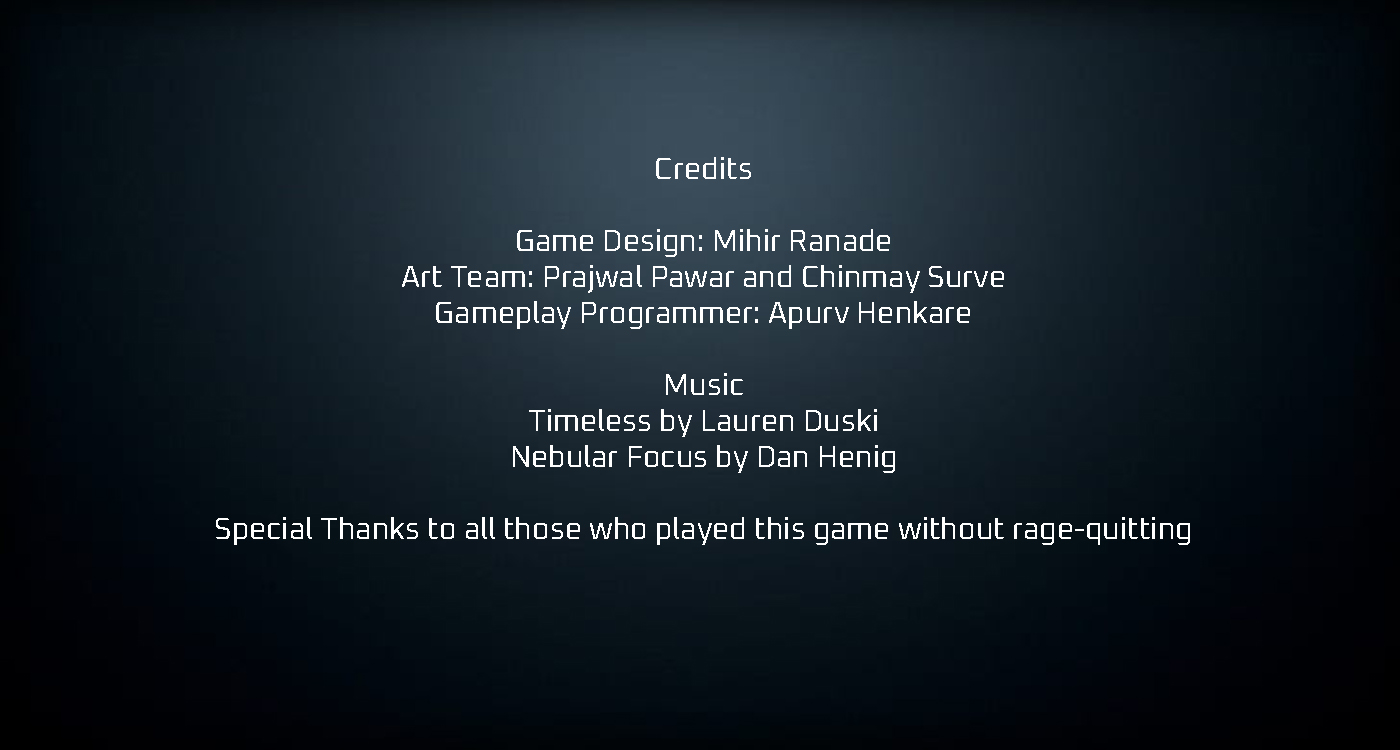 Credits
Game Design: Mihir Ranade
Art Team: Prajwal Pawar and Chinmay Surve
Gameplay Programmer: Apurv Henkare
Music
Timeless by Lauren Duski
Nebular Focus by Dan Henig
Special Thanks to all those who played this game without rage-quitting